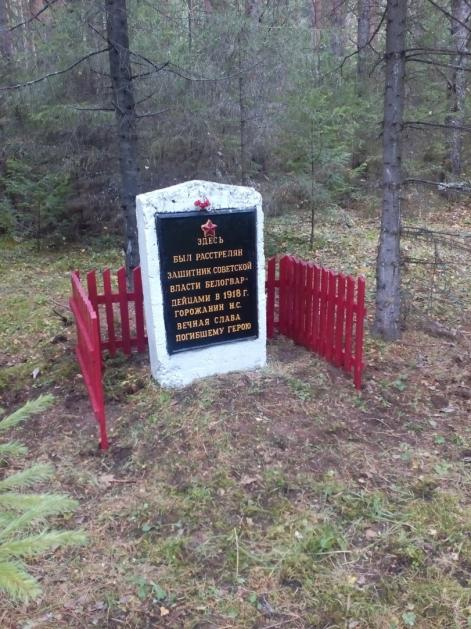 ЗДЕСЬ
БЫЛ РАССТРЕЛЯН
ЗАЩИТНИК СОВЕТСКОЙ
ВЛАСТИ БЕЛОГВАР-
ДЕЙЦАМИ В 1918 Г.
ГОРОЖАНИН Н.С.
ВЕЧНАЯ СЛАВА
ПОГИБШЕМУ ГЕРОЮ